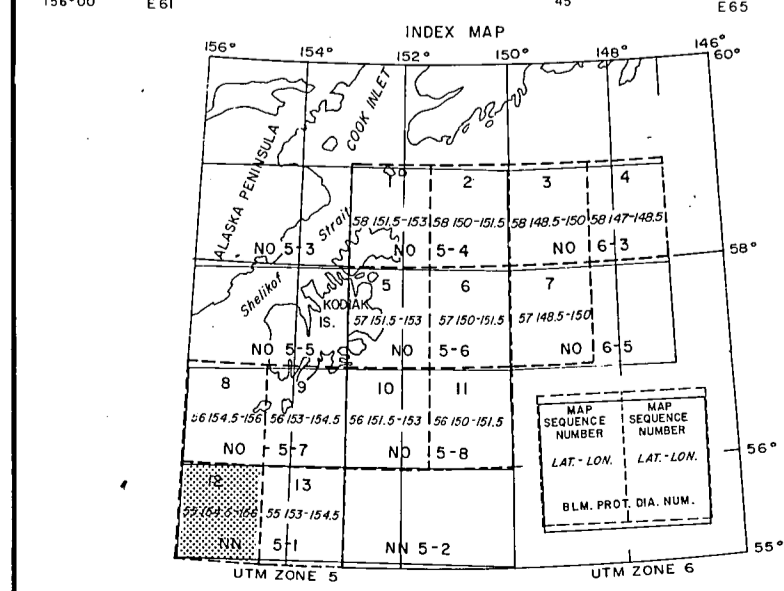 156°00' E61 45' E65
INDEX MAP
156° 154° 152° 150° 148° 146°
60°
COOK INLET
ALASKA PENINSULA
1 2 3 4
Strait
58 151.5-153 58 150-151.5 58 148.5-150 58 147-148.5
NO 5-3 NO 5-4 NO 6-3
58°
Shelikof
5 6 7
KODIAK
IS.
57 151.5-153 57 150-151.5 57 148.5-150
NO 5-5 NO 5-6 NO 6-5
8 9 10 11
56 154.5-156 56 153-154.5 56 151.5-153 56 150-151.5
NO 5-7 NO 5-8
MAP SEQUENCE NUMBER
MAP SEQUENCE NUMBER
LAT.-LON. LAT.-LON.
BLM. PROT. DIA. NUM.
56°
12 13
55 154.5-156 55 153-154.5
NN 5-1 NN 5-2
55°
UTM ZONE 5 UTM ZONE 6